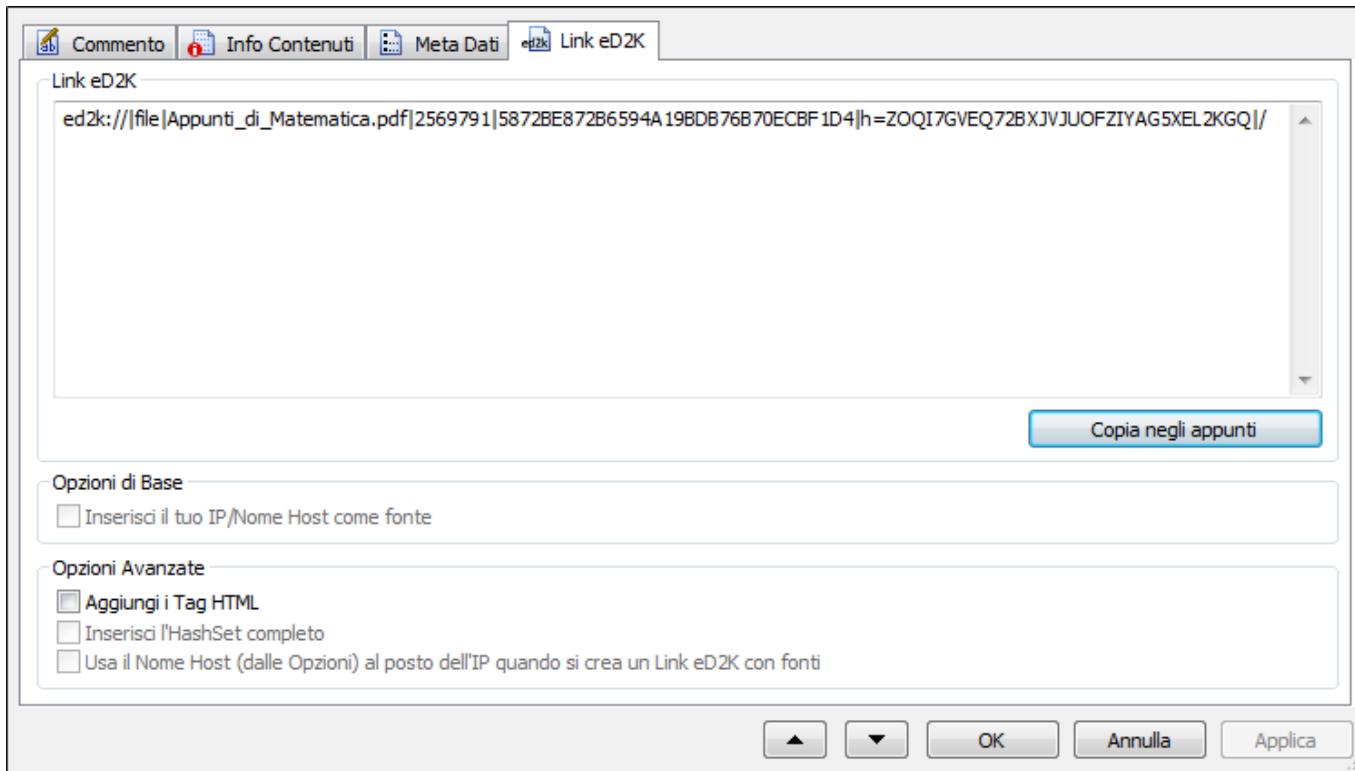 Commento Info Contenuti Meta Dati ed2k Link eD2K
Link eD2K
ed2k://|file|Appunti_di_Matematica.pdf|2569791|5872BE872B6594A19BDB76B70ECBF1D4|h=ZOQI7GVEQ72BXJVJUOFZIYAG5XEL2KGQ|/
Copia negli appunti
Opzioni di Base
Inserisci il tuo IP/Nome Host come fonte
Opzioni Avanzate
Aggiungi i Tag HTML
Inserisci l'HashSet completo
Usa il Nome Host (dalle Opzioni) al posto dell'IP quando si crea un Link eD2K con fonti
OK Annulla Applica